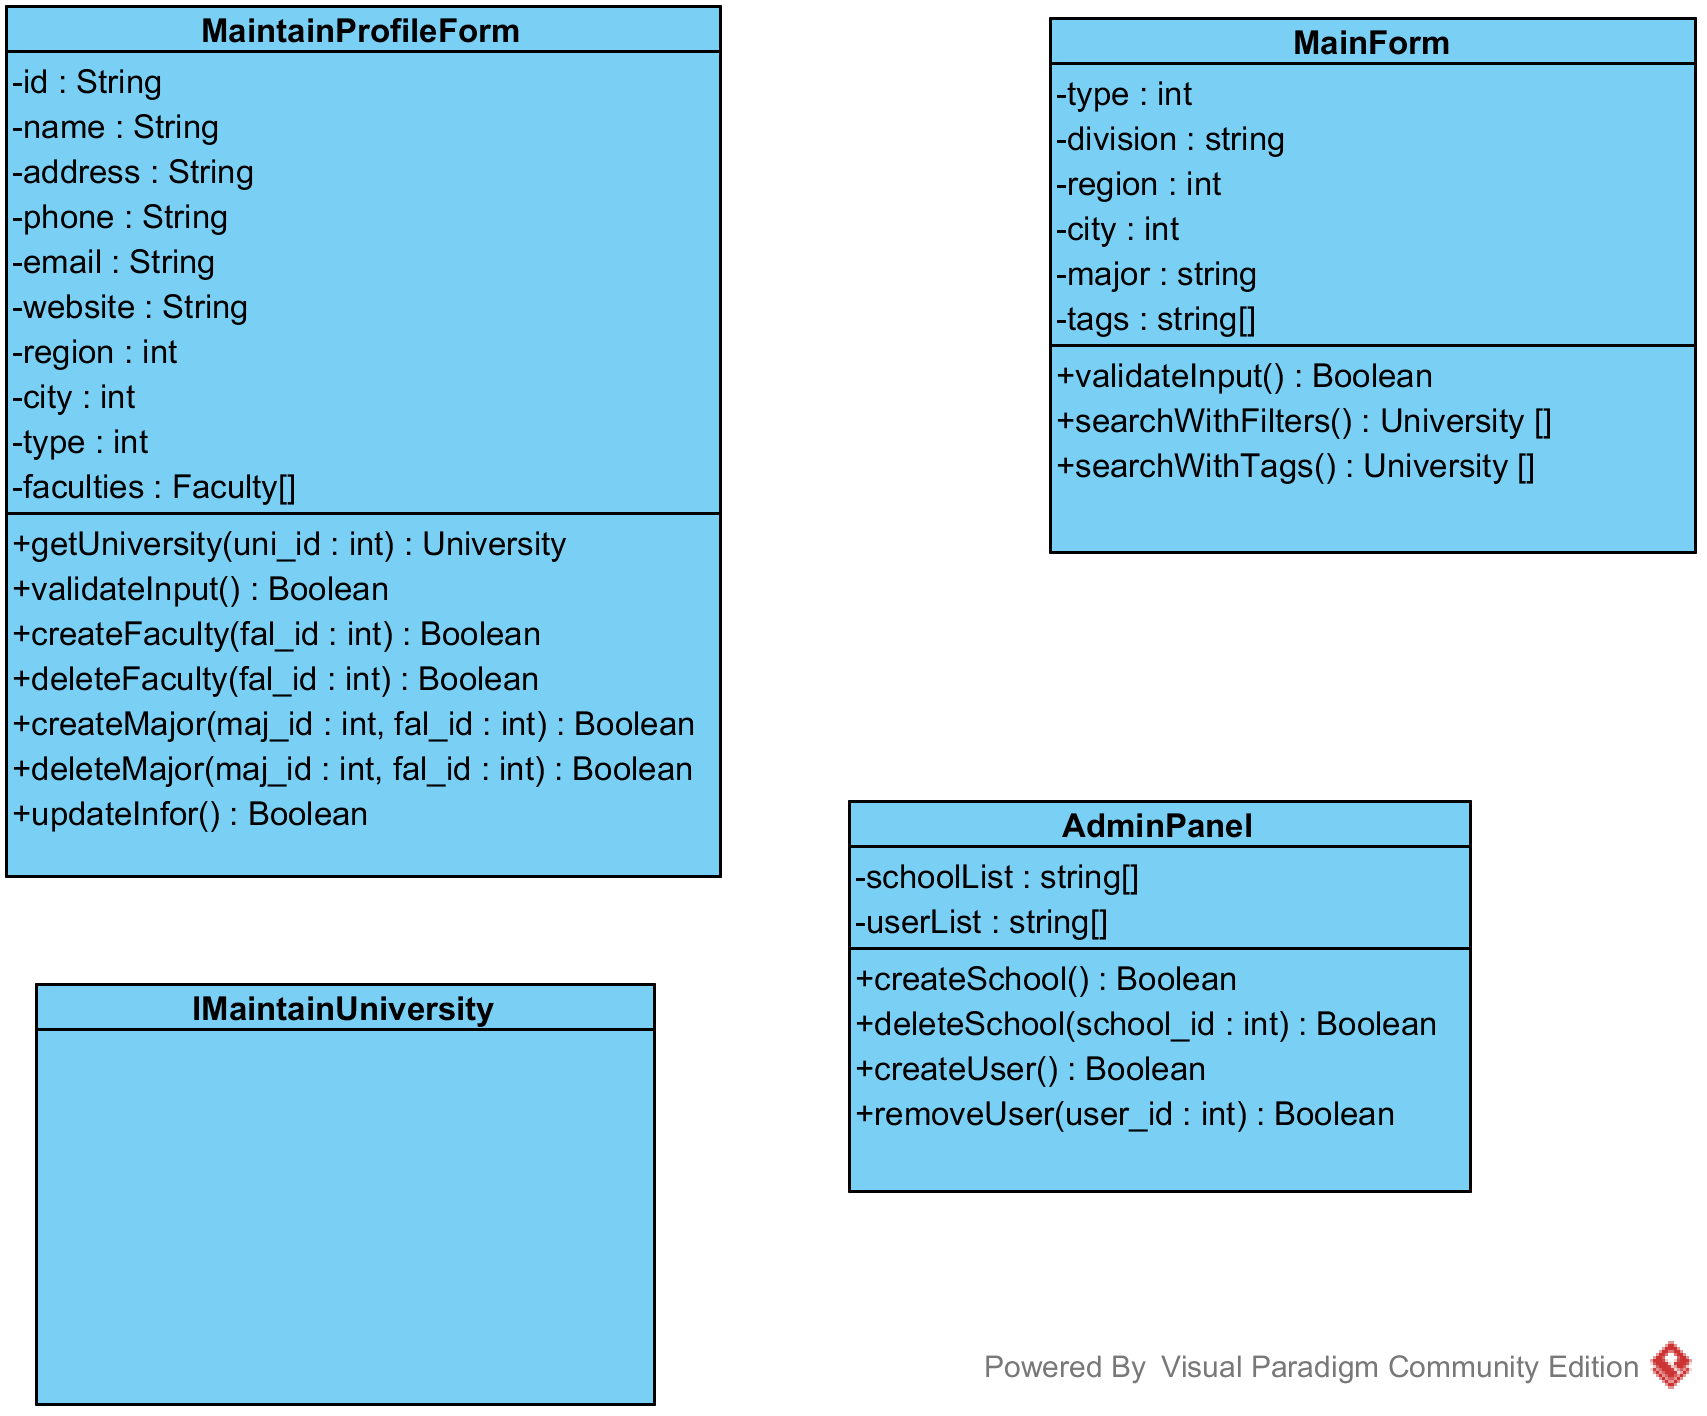 MaintainProfileForm
-id : String
-name : String
-address : String
-phone : String
-email : String
-website : String
-region : int
-city : int
-type : int
-faculties : Faculty[]
+getUniversity(uni_id : int) : University
+validateInput() : Boolean
+createFaculty(fal_id : int) : Boolean
+deleteFaculty(fal_id : int) : Boolean
+createMajor(maj_id : int, fal_id : int) : Boolean
+deleteMajor(maj_id : int, fal_id : int) : Boolean
+updateInfor() : Boolean
MainForm
-type : int
-division : string
-region : int
-city : int
-major : string
-tags : string[]
+validateInput() : Boolean
+searchWithFilters() : University []
+searchWithTags() : University []
AdminPanel
-schoolList : string[]
-userList : string[]
+createSchool() : Boolean
+deleteSchool(school_id : int) : Boolean
+createUser() : Boolean
+removeUser(user_id : int) : Boolean
IMaintainUniversity
Powered By Visual Paradigm Community Edition